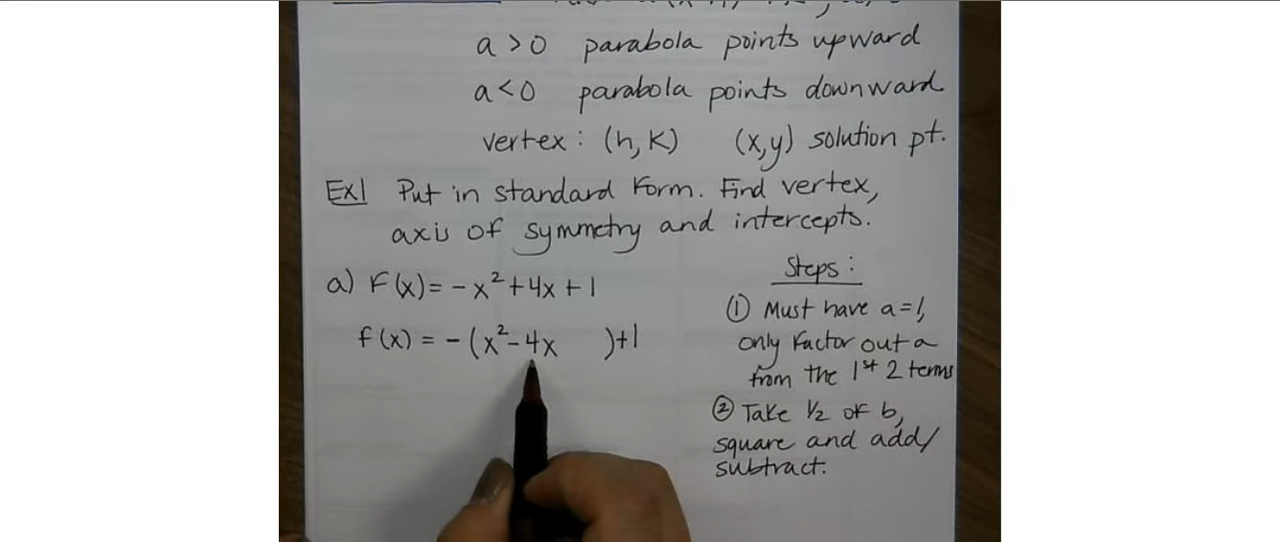 a > 0 parabola points upward
a < 0 parabola points downward
vertex : (h, K) (x,y) solution pt.
Ex1 Put in standard form. Find vertex,
axis of symmetry and intercepts.
a) F(x) = - x² + 4x + 1
f(x) = - (x² - 4x )+1
Steps :
① Must have a = 1,
only factor out a
from the 1st 2 terms
② Take ½ of b,
square and add/
subtract.